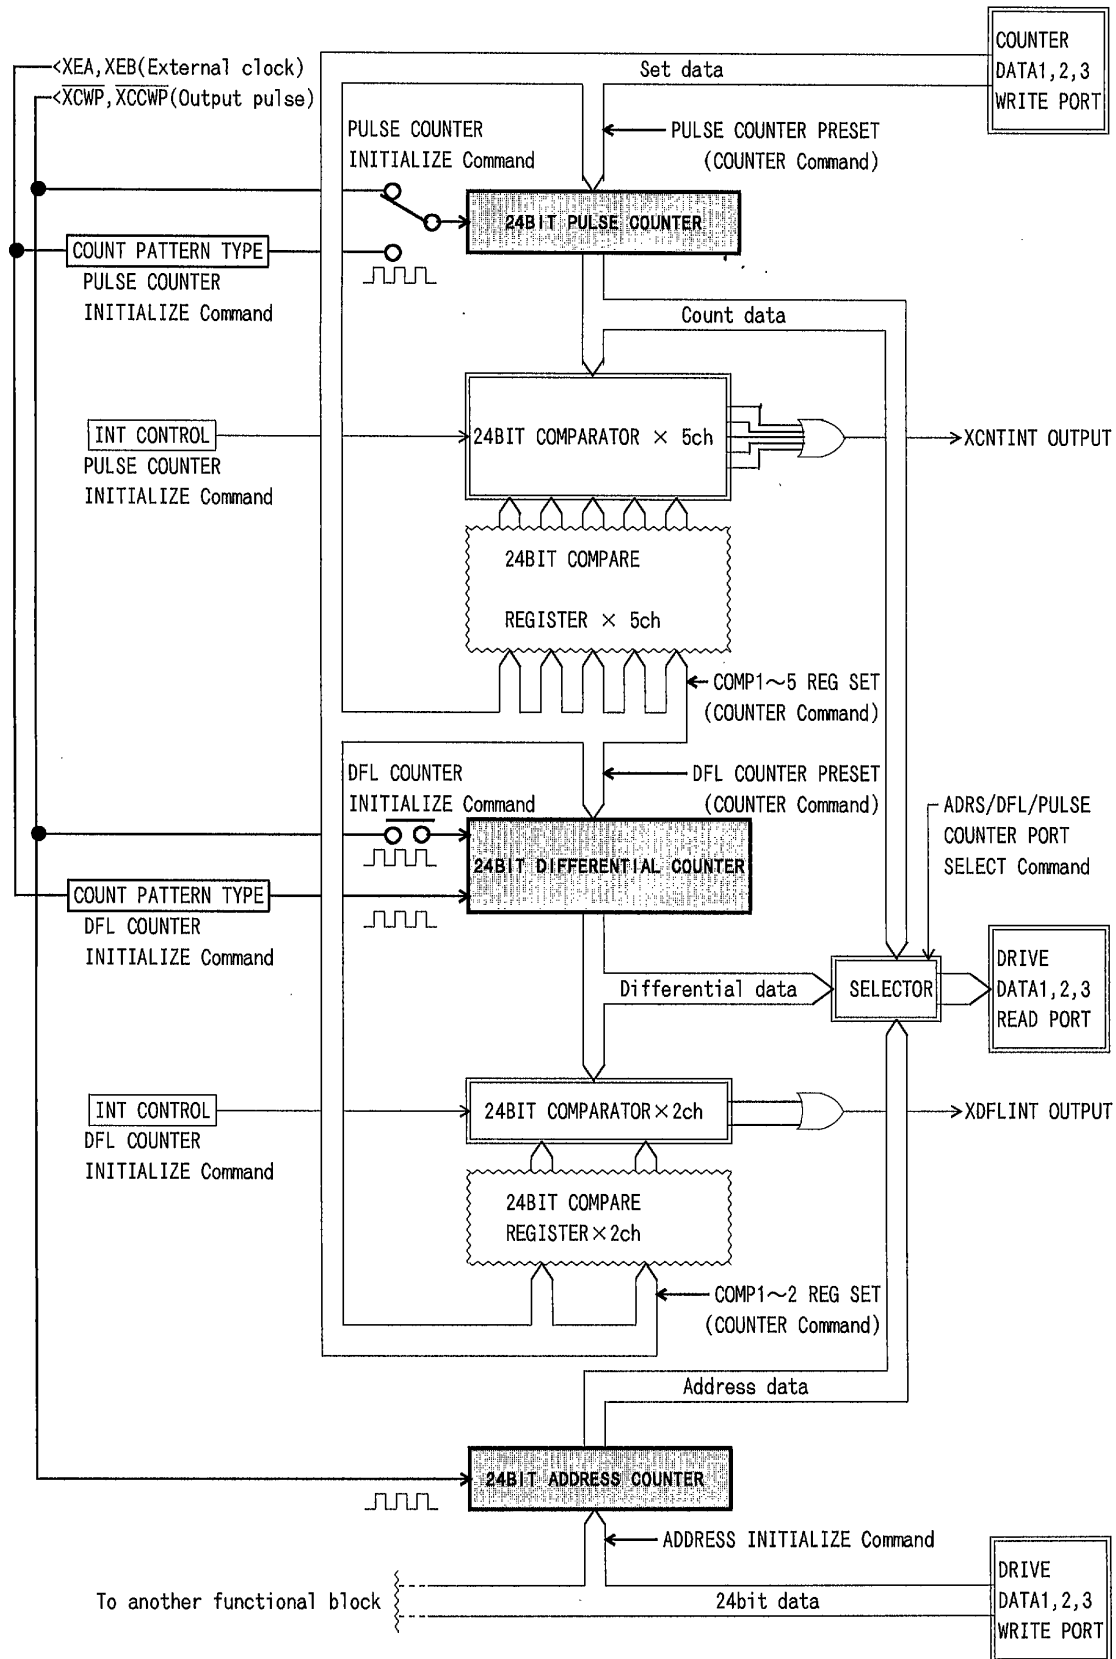 COUNTER
DATA1,2,3
WRITE PORT
<XEA,XEB(External clock)
<XCWP,XCCWP(Output pulse)
Set data
PULSE COUNTER
INITIALIZE Command
PULSE COUNTER PRESET
(COUNTER Command)
24BIT PULSE COUNTER
COUNT PATTERN TYPE
PULSE COUNTER
INITIALIZE Command
Count data
INT CONTROL
PULSE COUNTER
INITIALIZE Command
24BIT COMPARATOR × 5ch
XCNTINT OUTPUT
24BIT COMPARE
REGISTER × 5ch
COMP1~5 REG SET
(COUNTER Command)
DFL COUNTER
INITIALIZE Command
DFL COUNTER PRESET
(COUNTER Command)
ADRS/DFL/PULSE
COUNTER PORT
SELECT Command
24BIT DIFFERENTIAL COUNTER
COUNT PATTERN TYPE
DFL COUNTER
INITIALIZE Command
Differential data
SELECTOR
DRIVE
DATA1,2,3
READ PORT
INT CONTROL
DFL COUNTER
INITIALIZE Command
24BIT COMPARATOR×2ch
XDFLINT OUTPUT
24BIT COMPARE
REGISTER×2ch
COMP1~2 REG SET
(COUNTER Command)
Address data
24BIT ADDRESS COUNTER
ADDRESS INITIALIZE Command
To another functional block
24bit data
DRIVE
DATA1,2,3
WRITE PORT